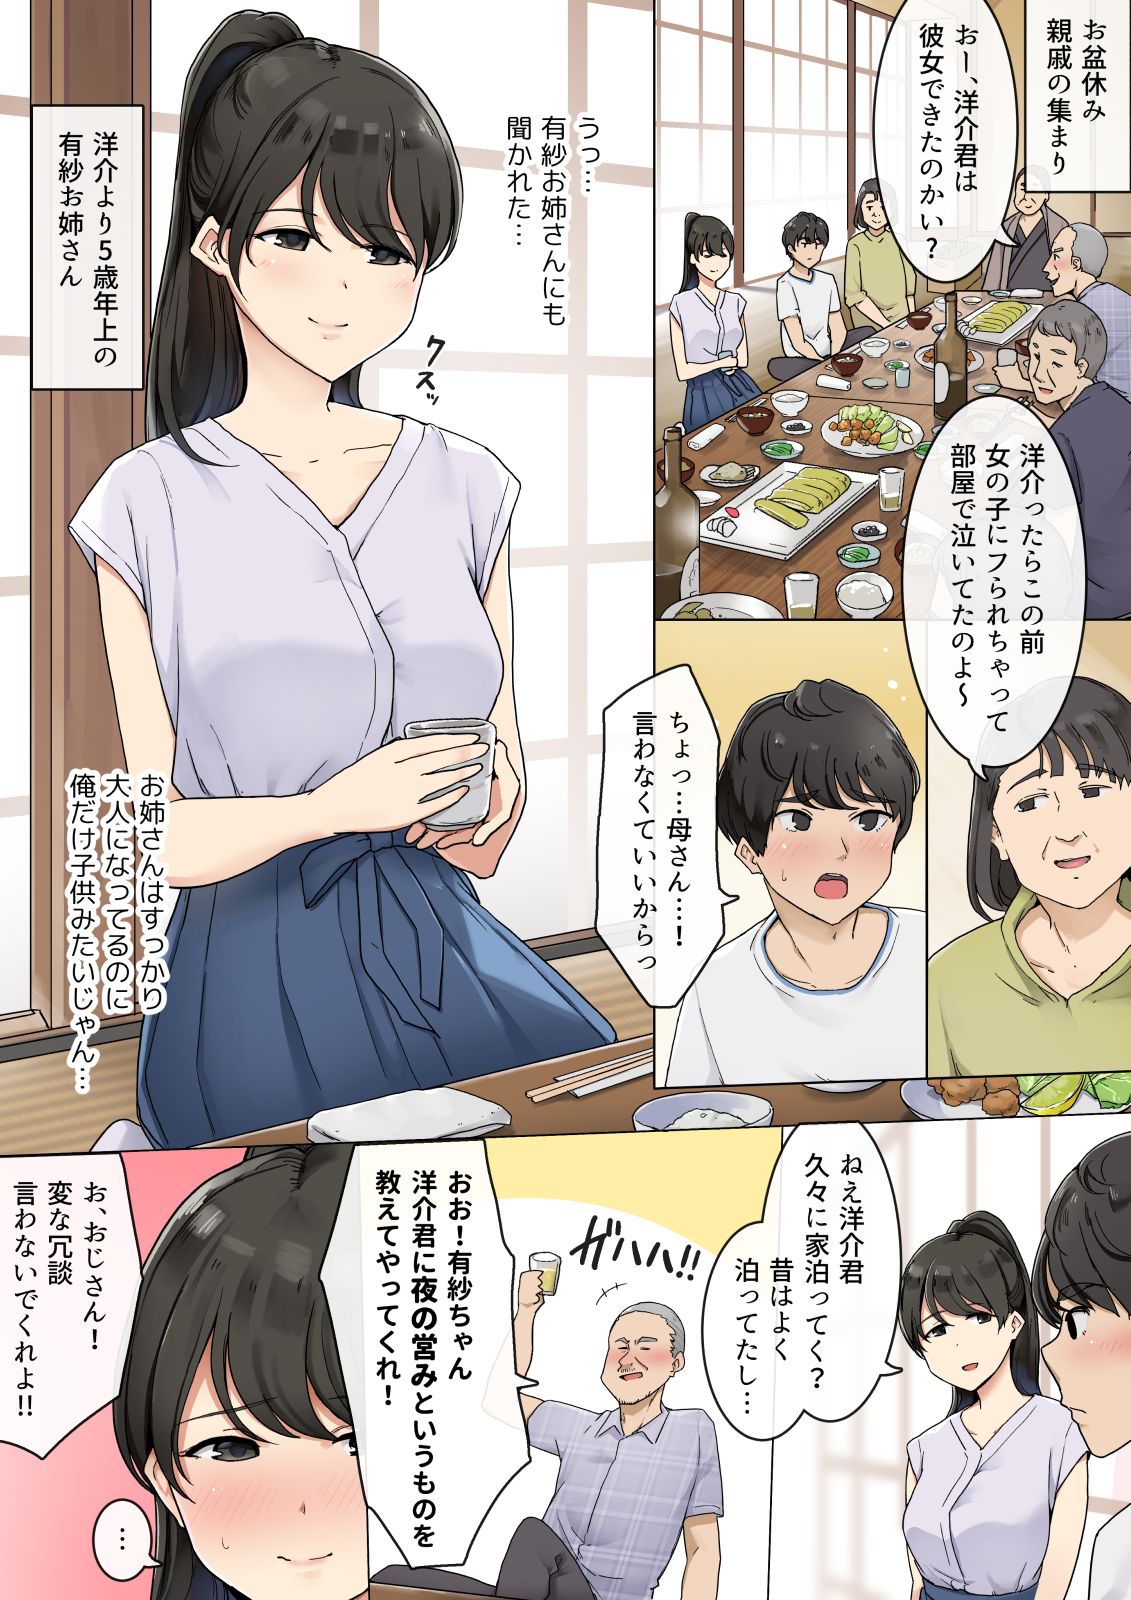 お盆休み
親戚の集まり
おー、洋介君は
彼女できたのかい?
洋介ったらこの前
女の子にフられちゃって
部屋で泣いてたのよ〜
ちょっ…母さん…!
言わなくていいからっ
うっ…
有紗お姉さんにも
聞かれた…
クスッ
洋介より5歳年上の
有紗お姉さん
お姉さんはすっかり
大人になってるのに
俺だけ子供みたいじゃん…
ねえ洋介君
久々に家泊ってく?
昔はよく
泊ってたし…
ガハハ!!
おお!有紗ちゃん
洋介君に夜の営みというものを
教えてやってくれ!
お、おじさん!
変な冗談
言わないでくれよ!!
…